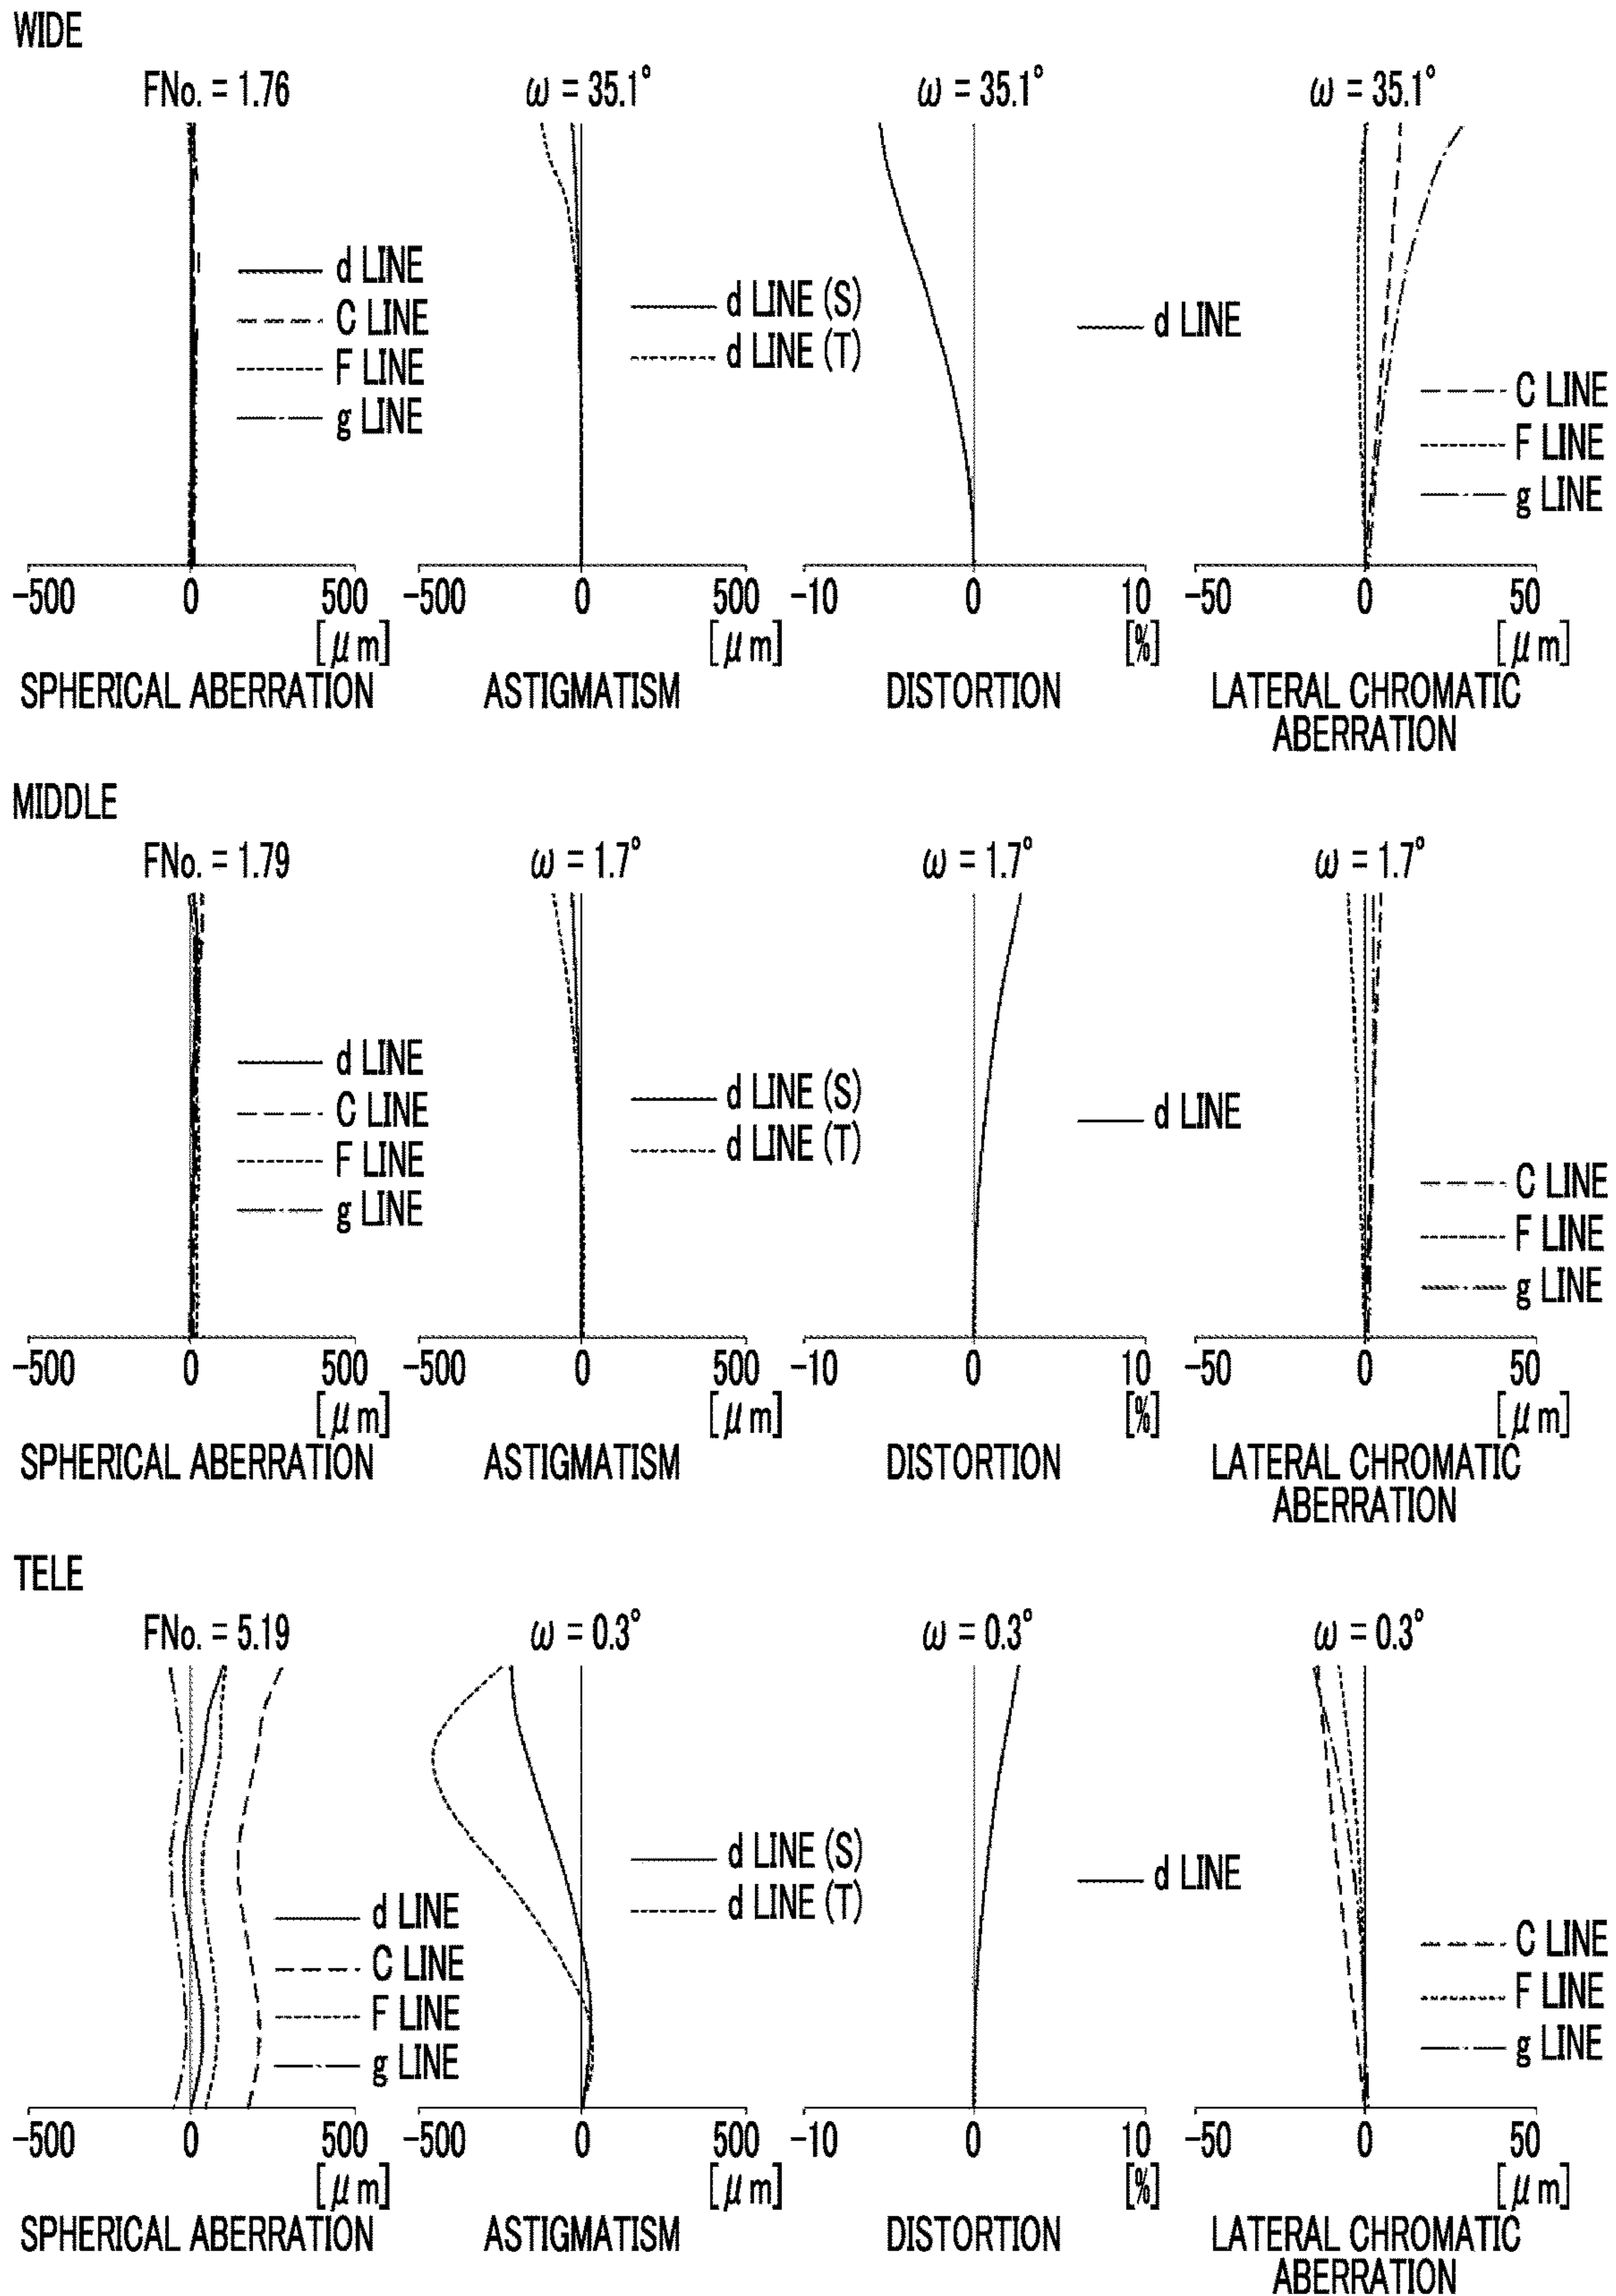 WIDE
FNo. = 1.76
ω = 35.1°
ω = 35.1°
ω = 35.1°
d LINE
C LINE
F LINE
g LINE
d LINE (S)
d LINE (T)
d LINE
C LINE
F LINE
g LINE
-500 0 500
[μm]
SPHERICAL ABERRATION
-500 0 500
[μm]
ASTIGMATISM
-10 0 10
[%]
DISTORTION
-50 0 50
[μm]
LATERAL CHROMATIC
ABERRATION
MIDDLE
FNo. = 1.79
ω = 1.7°
ω = 1.7°
ω = 1.7°
d LINE
C LINE
F LINE
g LINE
d LINE (S)
d LINE (T)
d LINE
C LINE
F LINE
g LINE
-500 0 500
[μm]
SPHERICAL ABERRATION
-500 0 500
[μm]
ASTIGMATISM
-10 0 10
[%]
DISTORTION
-50 0 50
[μm]
LATERAL CHROMATIC
ABERRATION
TELE
FNo. = 5.19
ω = 0.3°
ω = 0.3°
ω = 0.3°
d LINE
C LINE
F LINE
g LINE
d LINE (S)
d LINE (T)
d LINE
C LINE
F LINE
g LINE
-500 0 500
[μm]
SPHERICAL ABERRATION
-500 0 500
[μm]
ASTIGMATISM
-10 0 10
[%]
DISTORTION
-50 0 50
[μm]
LATERAL CHROMATIC
ABERRATION